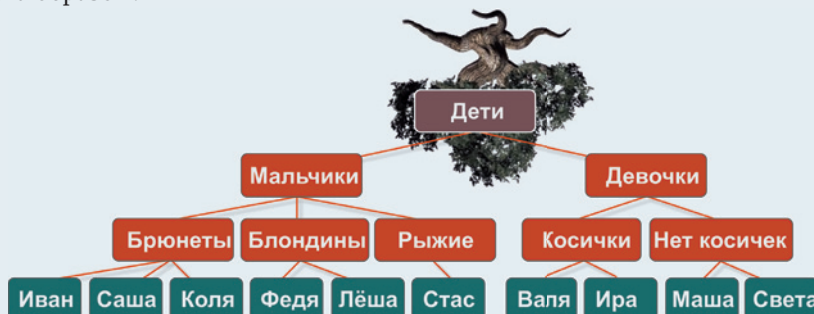 Дети
Мальчики Девочки
Брюнеты Блондины Рыжие Косички Нет косичек
Иван Саша Коля Федя Лёша Стас Валя Ира Маша Света